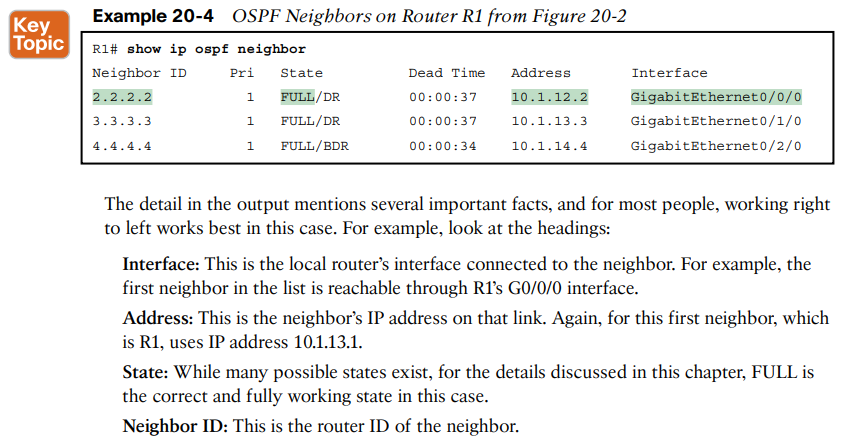 Key
Topic
Example 20-4 OSPF Neighbors on Router R1 from Figure 20-2
R1# show ip ospf neighbor
Neighbor ID Pri State Dead Time Address Interface
2.2.2.2 1 FULL/DR 00:00:37 10.1.12.2 GigabitEthernet0/0/0
3.3.3.3 1 FULL/DR 00:00:37 10.1.13.3 GigabitEthernet0/1/0
4.4.4.4 1 FULL/BDR 00:00:34 10.1.14.4 GigabitEthernet0/2/0
The detail in the output mentions several important facts, and for most people, working right
to left works best in this case. For example, look at the headings:
Interface: This is the local router’s interface connected to the neighbor. For example, the
first neighbor in the list is reachable through R1’s G0/0/0 interface.
Address: This is the neighbor’s IP address on that link. Again, for this first neighbor, which
is R1, uses IP address 10.1.13.1.
State: While many possible states exist, for the details discussed in this chapter, FULL is
the correct and fully working state in this case.
Neighbor ID: This is the router ID of the neighbor.